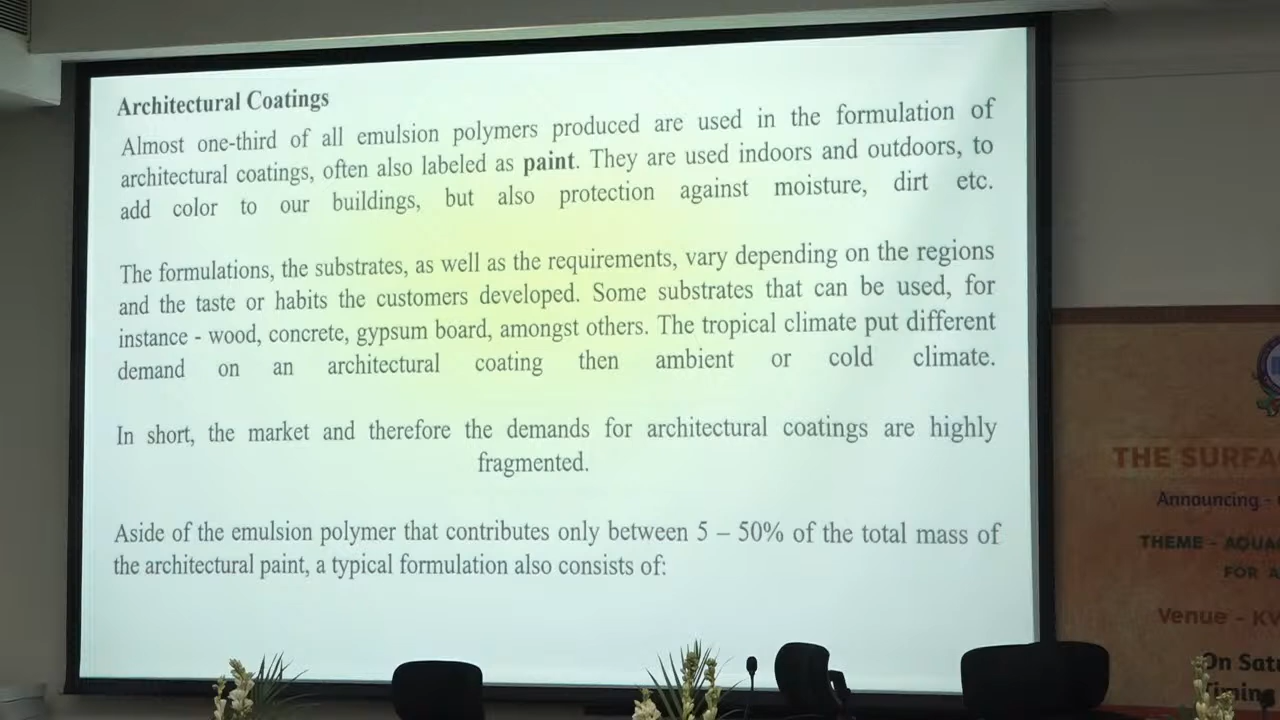 Architectural Coatings
Almost one-third of all emulsion polymers produced are used in the formulation of
architectural coatings, often also labeled as paint. They are used indoors and outdoors, to
add color to our buildings, but also protection against moisture, dirt etc.
The formulations, the substrates, as well as the requirements, vary depending on the regions
and the taste or habits the customers developed. Some substrates that can be used, for
instance - wood, concrete, gypsum board, amongst others. The tropical climate put different
demand on an architectural coating then ambient or cold climate.
In short, the market and therefore the demands for architectural coatings are highly
fragmented.
Aside of the emulsion polymer that contributes only between 5 – 50% of the total mass of
the architectural paint, a typical formulation also consists of:
THE
Announcing -
THEME -
FOR
Venue -
On